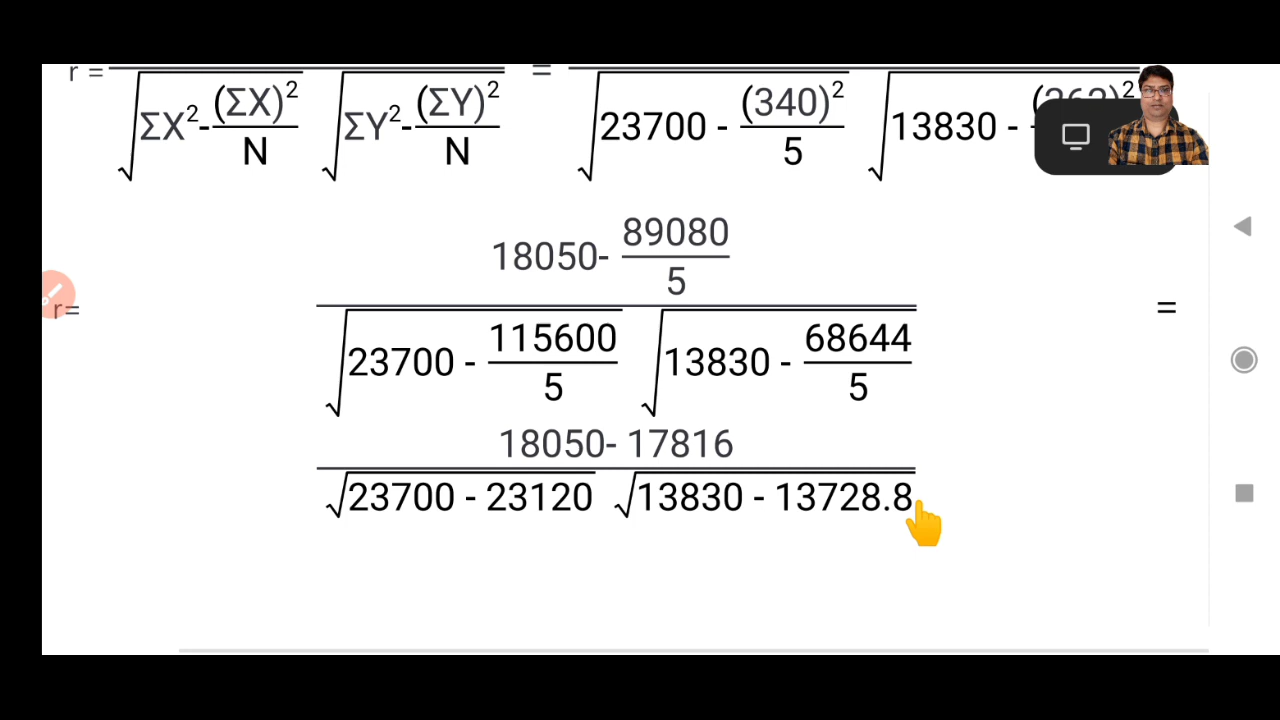 r = √ΣX²-(ΣX)²/N √ΣY²-(ΣY)²/N = √23700 - (340)²/5 √13830 -
18050- 89080/5
r= √23700 - 115600/5 √13830 - 68644/5 =
18050- 17816
√23700 - 23120 √13830 - 13728.8